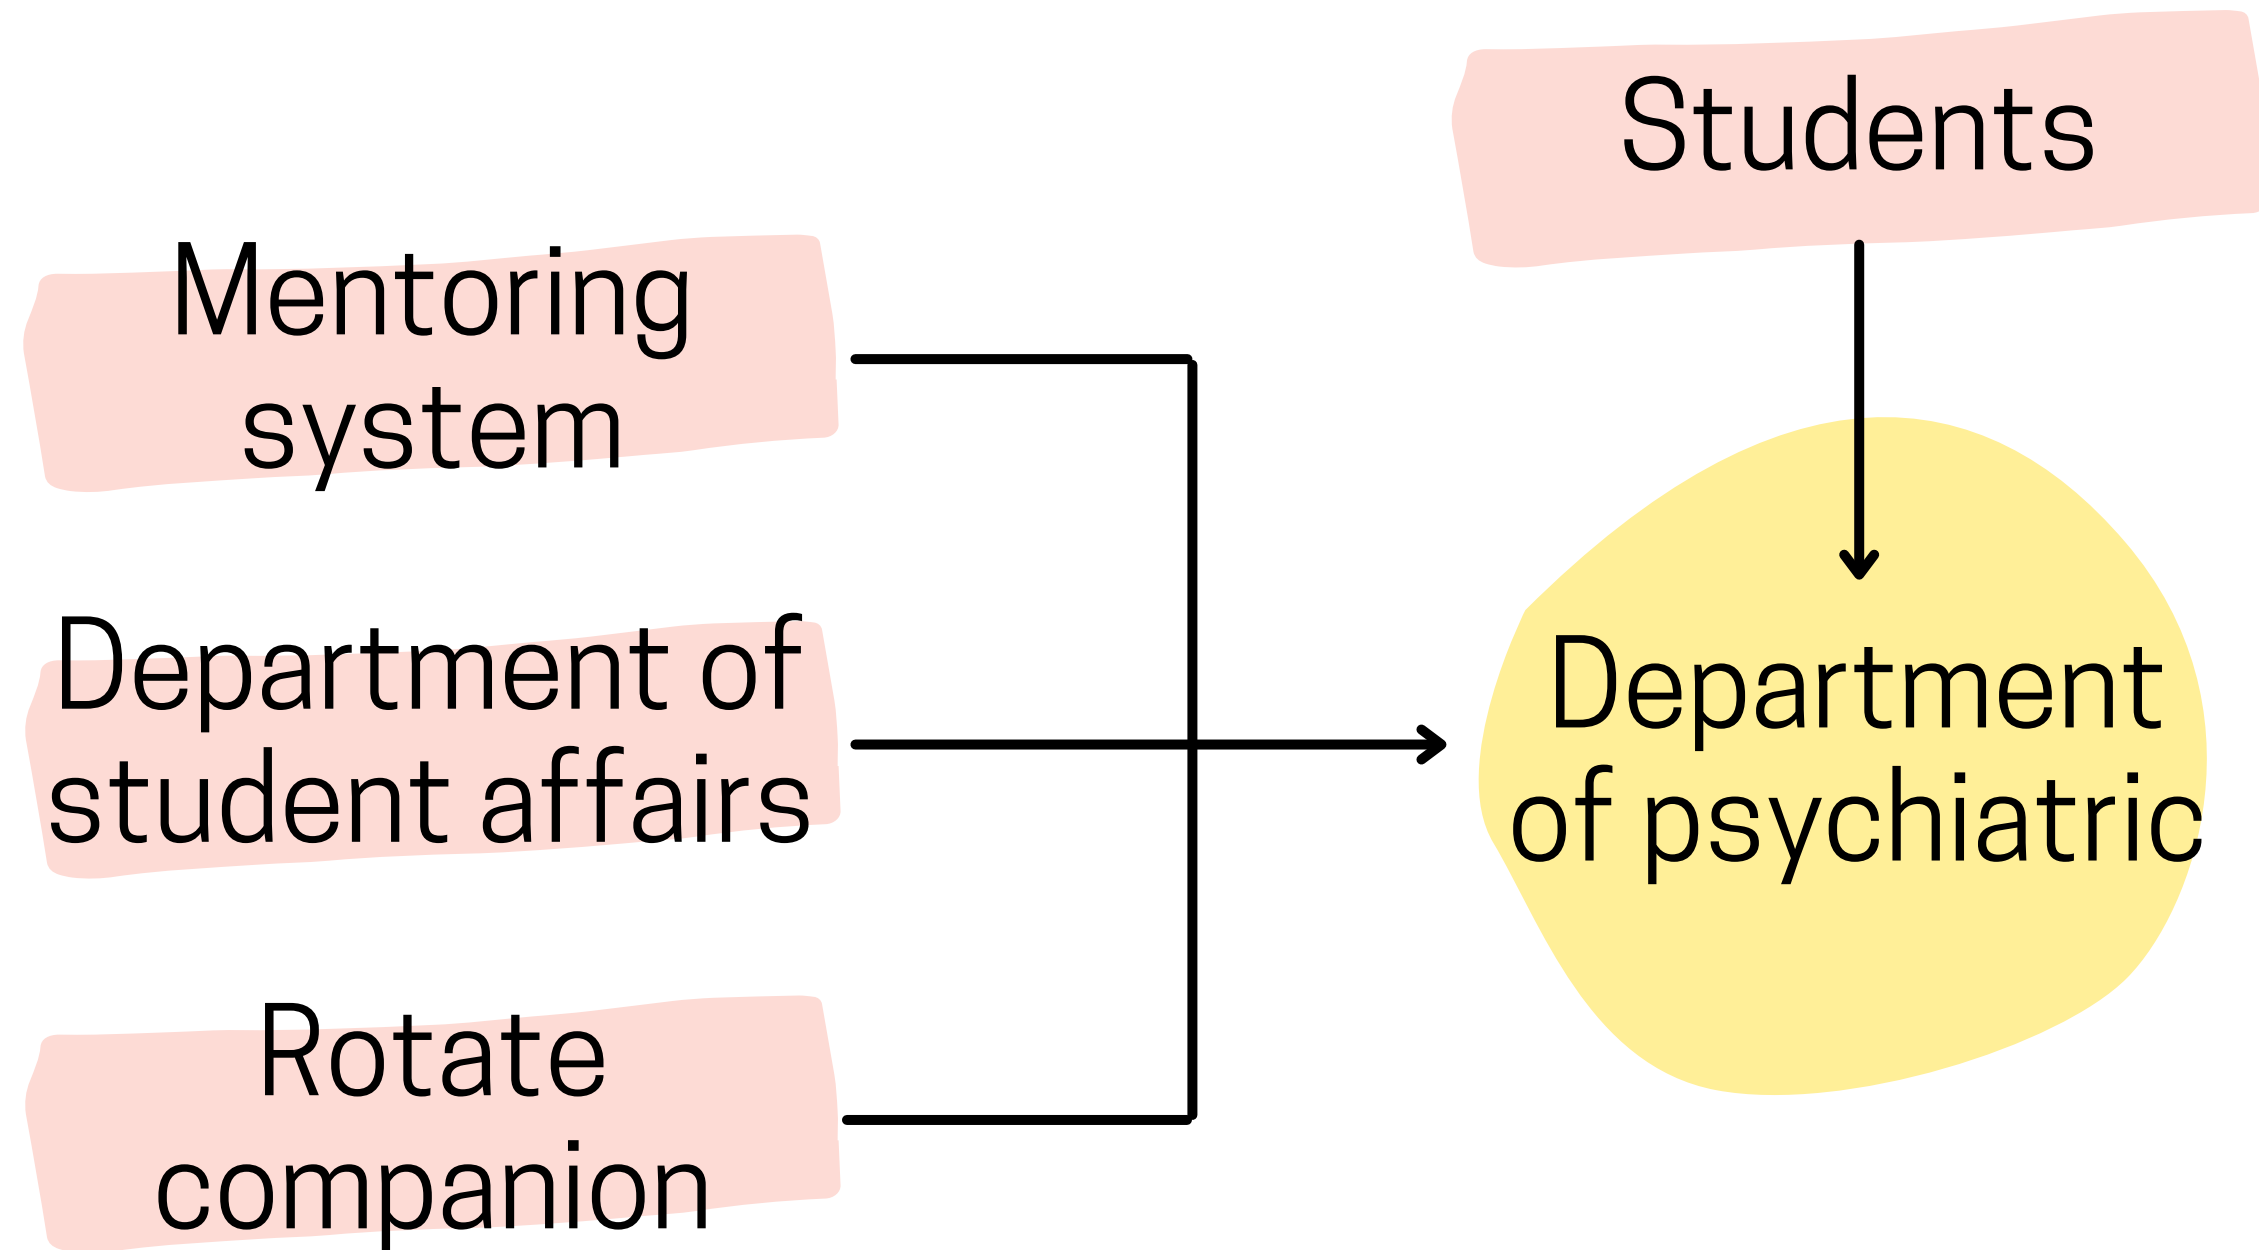 Students
Mentoring
system
Department of
student affairs
Department
of psychiatric
Rotate
companion